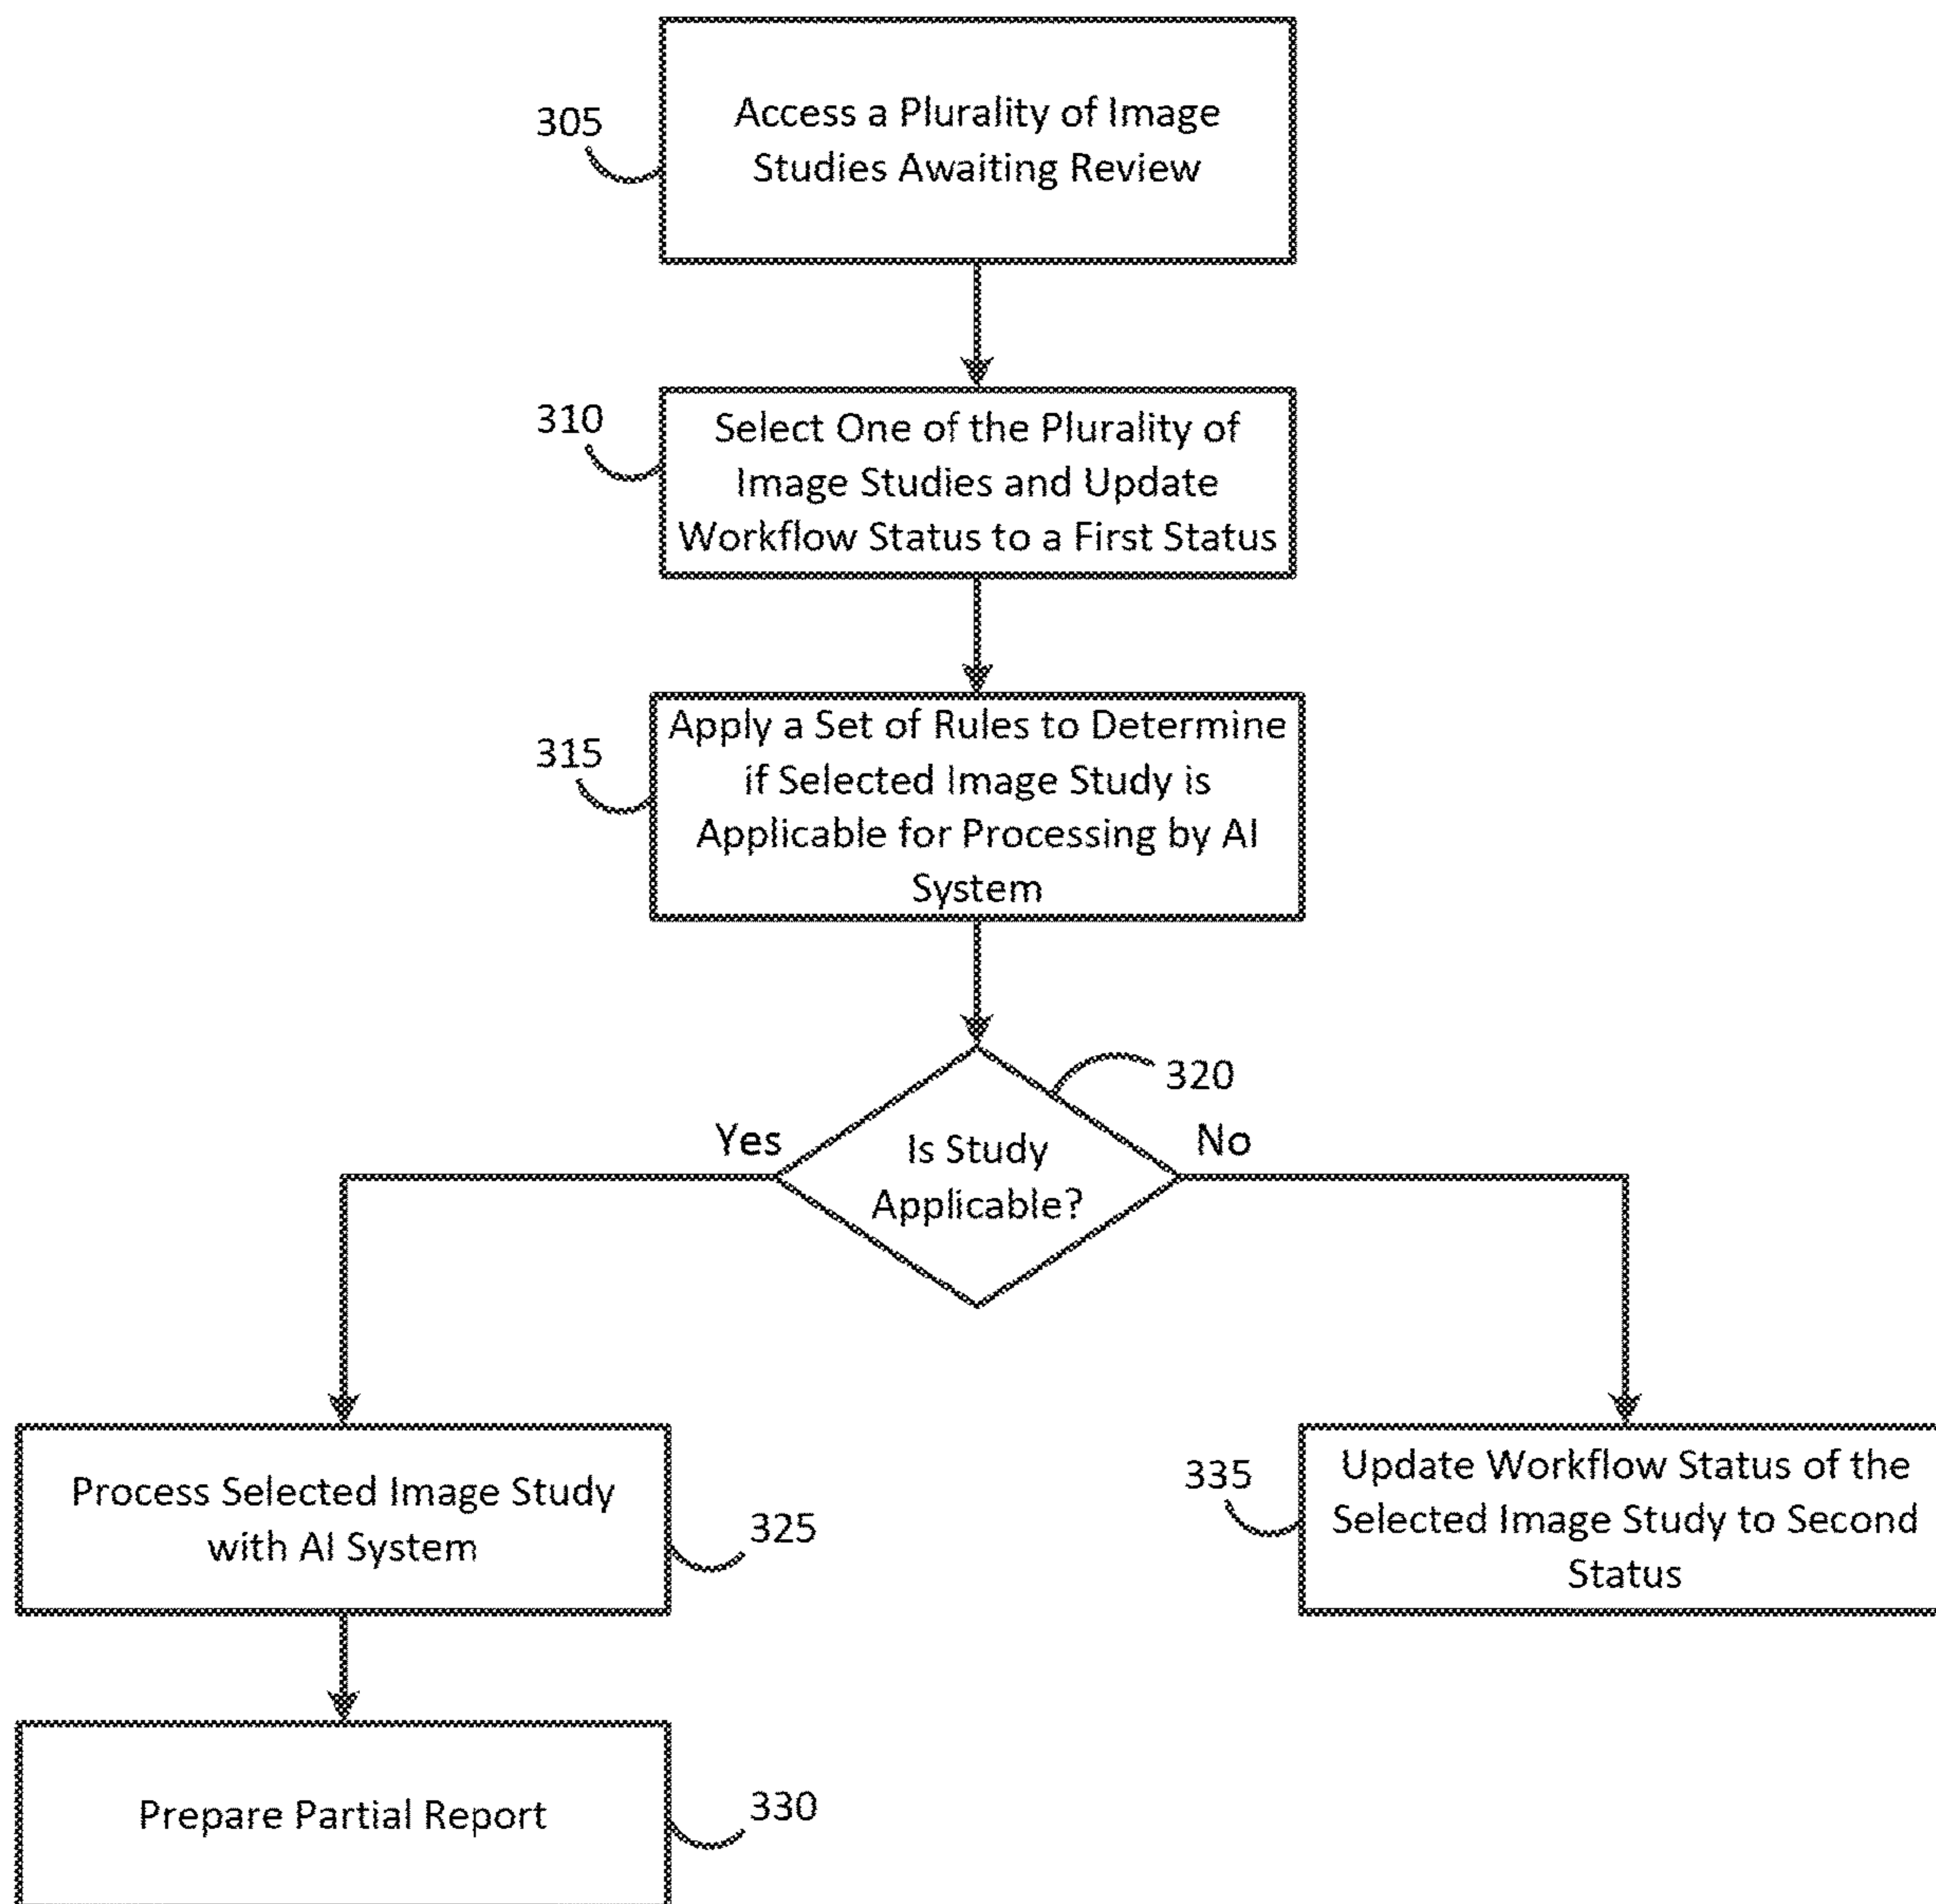 305
Access a Plurality of Image
Studies Awaiting Review
310
Select One of the Plurality of
Image Studies and Update
Workflow Status to a First Status
315
Apply a Set of Rules to Determine
if Selected Image Study is
Applicable for Processing by AI
System
320
Yes
Is Study
Applicable?
No
Process Selected Image Study
with AI System
325
335
Update Workflow Status of the
Selected Image Study to Second
Status
Prepare Partial Report
330